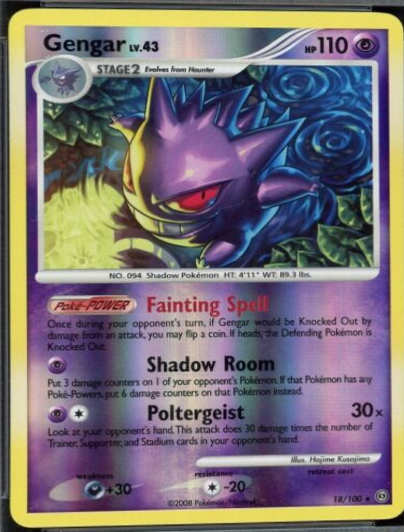 Gengar LV.43 HP 110
STAGE 2 Evolves from Haunter
NO. 094 Shadow Pokémon HT: 4'11" WT: 89.3 lbs.
Poké-POWER Fainting Spell
Once during your opponent's turn, if Gengar would be Knocked Out by
damage from an attack, you may flip a coin. If heads, the Defending Pokémon is
Knocked Out.
Shadow Room
Put 3 damage counters on 1 of your opponent's Pokémon. If that Pokémon has any
Poké-Powers, put 6 damage counters on that Pokémon instead.
Poltergeist 30x
Look at your opponent's hand. This attack does 30 damage times the number of
Trainer, Supporter, and Stadium cards in your opponent's hand.
Illus. Hajime Kusajima
weakness resistance retreat cost
+30 -20
©2008 Pokémon/Nintendo 18/100 ★